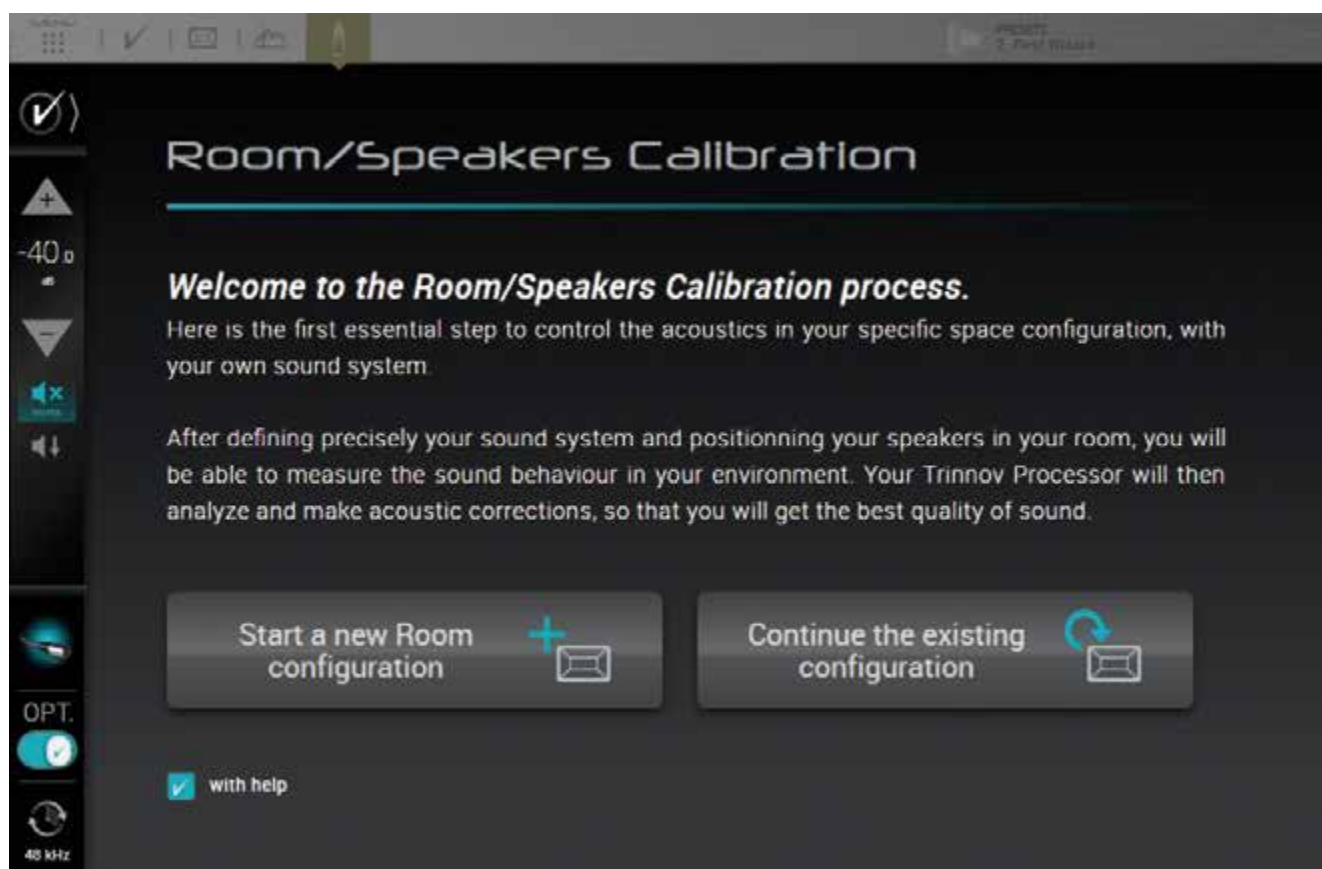 PRESETS
Room/Speakers Calibration
-40.0
dB
Welcome to the Room/Speakers Calibration process.
Here is the first essential step to control the acoustics in your specific space configuration, with
your own sound system.
After defining precisely your sound system and positionning your speakers in your room, you will
be able to measure the sound behaviour in your environment. Your Trinnov Processor will then
analyze and make acoustic corrections, so that you will get the best quality of sound.
Start a new Room
configuration
Continue the existing
configuration
OPT.
with help
48 kHz